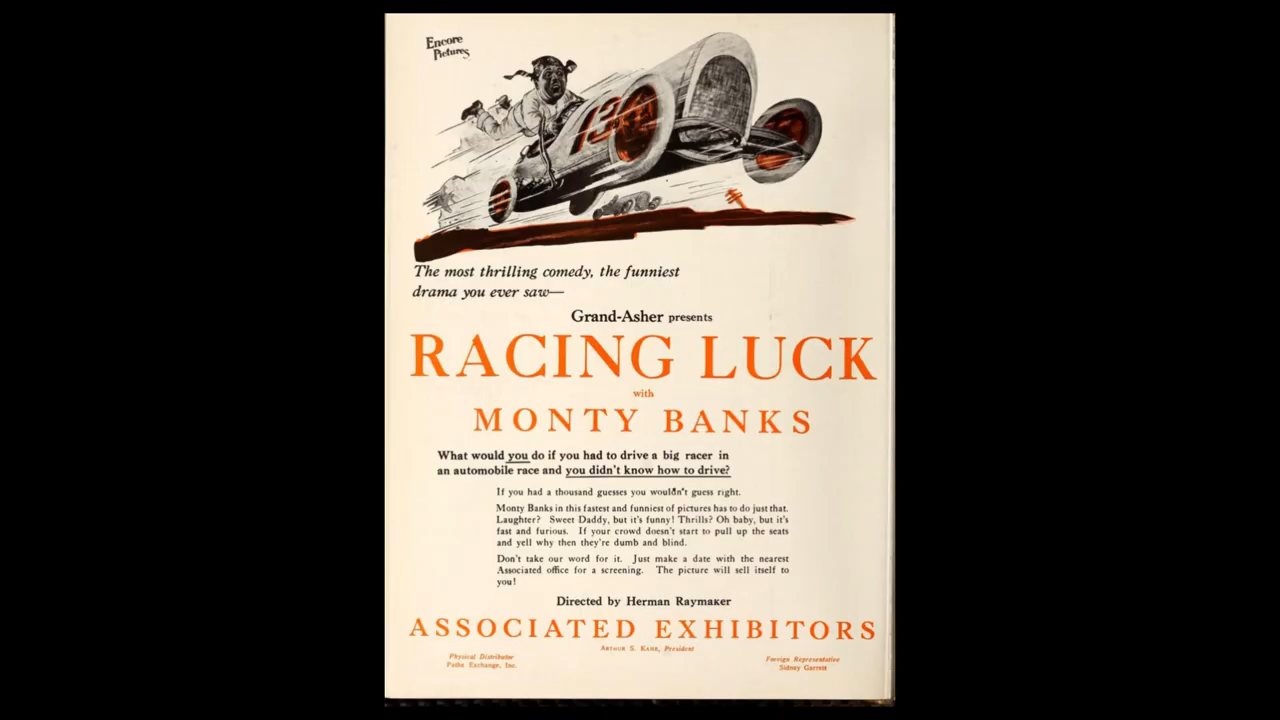 Encore
Pictures
13
The most thrilling comedy, the funniest
drama you ever saw—
Grand-Asher presents
RACING LUCK
with
MONTY BANKS
What would you do if you had to drive a big racer in
an automobile race and you didn't know how to drive?
If you had a thousand guesses you wouldn't guess right.
Monty Banks in this fastest and funniest of pictures has to do just that.
Laughter? Sweet Daddy, but it's funny! Thrills? Oh baby, but it's
fast and furious. If your crowd doesn't start to pull up the seats
and yell why then they're dumb and blind.
Don't take our word for it. Just make a date with the nearest
Associated office for a screening. The picture will sell itself to
you!
Directed by Herman Raymaker
ASSOCIATED EXHIBITORS
Arthur S. Kane, President
Physical Distributor
Pathe Exchange, Inc.
Foreign Representative
Sidney Garrett